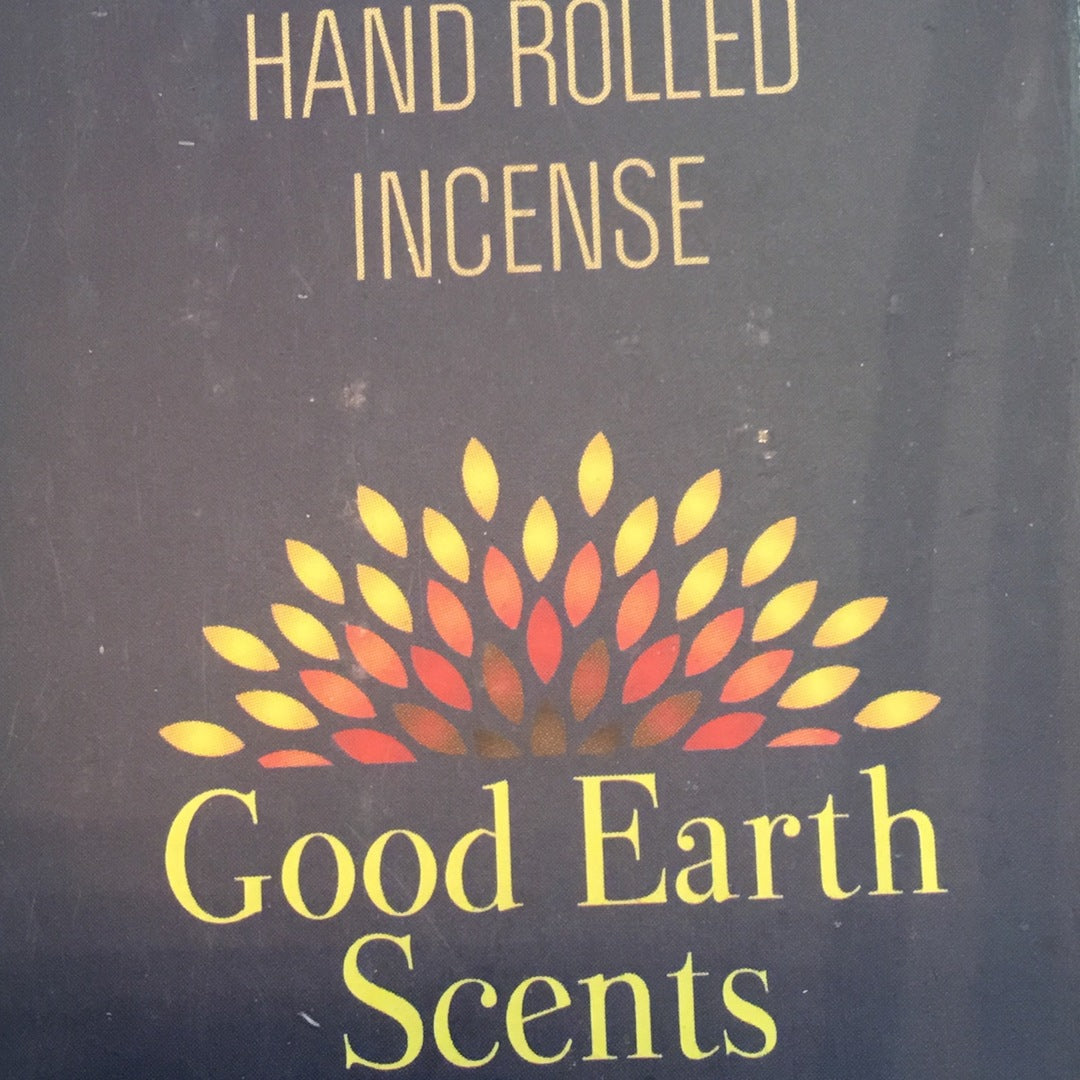 HAND ROLLED
INCENSE
Good Earth
Scents